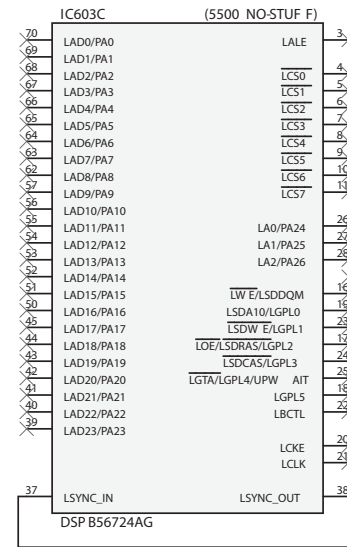 IC603C (5500 NO-STUF F)
70 LAD0/PA0 LALE 3
69 LAD1/PA1
68 LAD2/PA2 LCS0 4
67 LAD3/PA3 LCS1 5
66 LAD4/PA4 LCS2 6
65 LAD5/PA5 LCS3 7
64 LAD6/PA6 LCS4 8
63 LAD7/PA7 LCS5 9
62 LAD8/PA8 LCS6 10
57 LAD9/PA9 LCS7 11
56 LAD10/PA10
55 LAD11/PA11 LA0/PA24 26
54 LAD12/PA12 LA1/PA25 27
53 LAD13/PA13 LA2/PA26 28
52 LAD14/PA14
51 LAD15/PA15 LW E/LSDDQM 16
50 LAD16/PA16 LSDA10/LGPL0 19
45 LAD17/PA17 LSDW E/LGPL1 23
44 LAD18/PA18 LOE/LSDRAS/LGPL2 17
43 LAD19/PA19 LSDCAS/LGPL3 24
42 LAD20/PA20 LGTA/LGPL4/UPW AIT 25
41 LAD21/PA21 LGPL5 18
40 LAD22/PA22 LBCTL 22
39 LAD23/PA23
LCKE 20
LCLK 21
37 LSYNC_IN LSYNC_OUT 38
DSP B56724AG